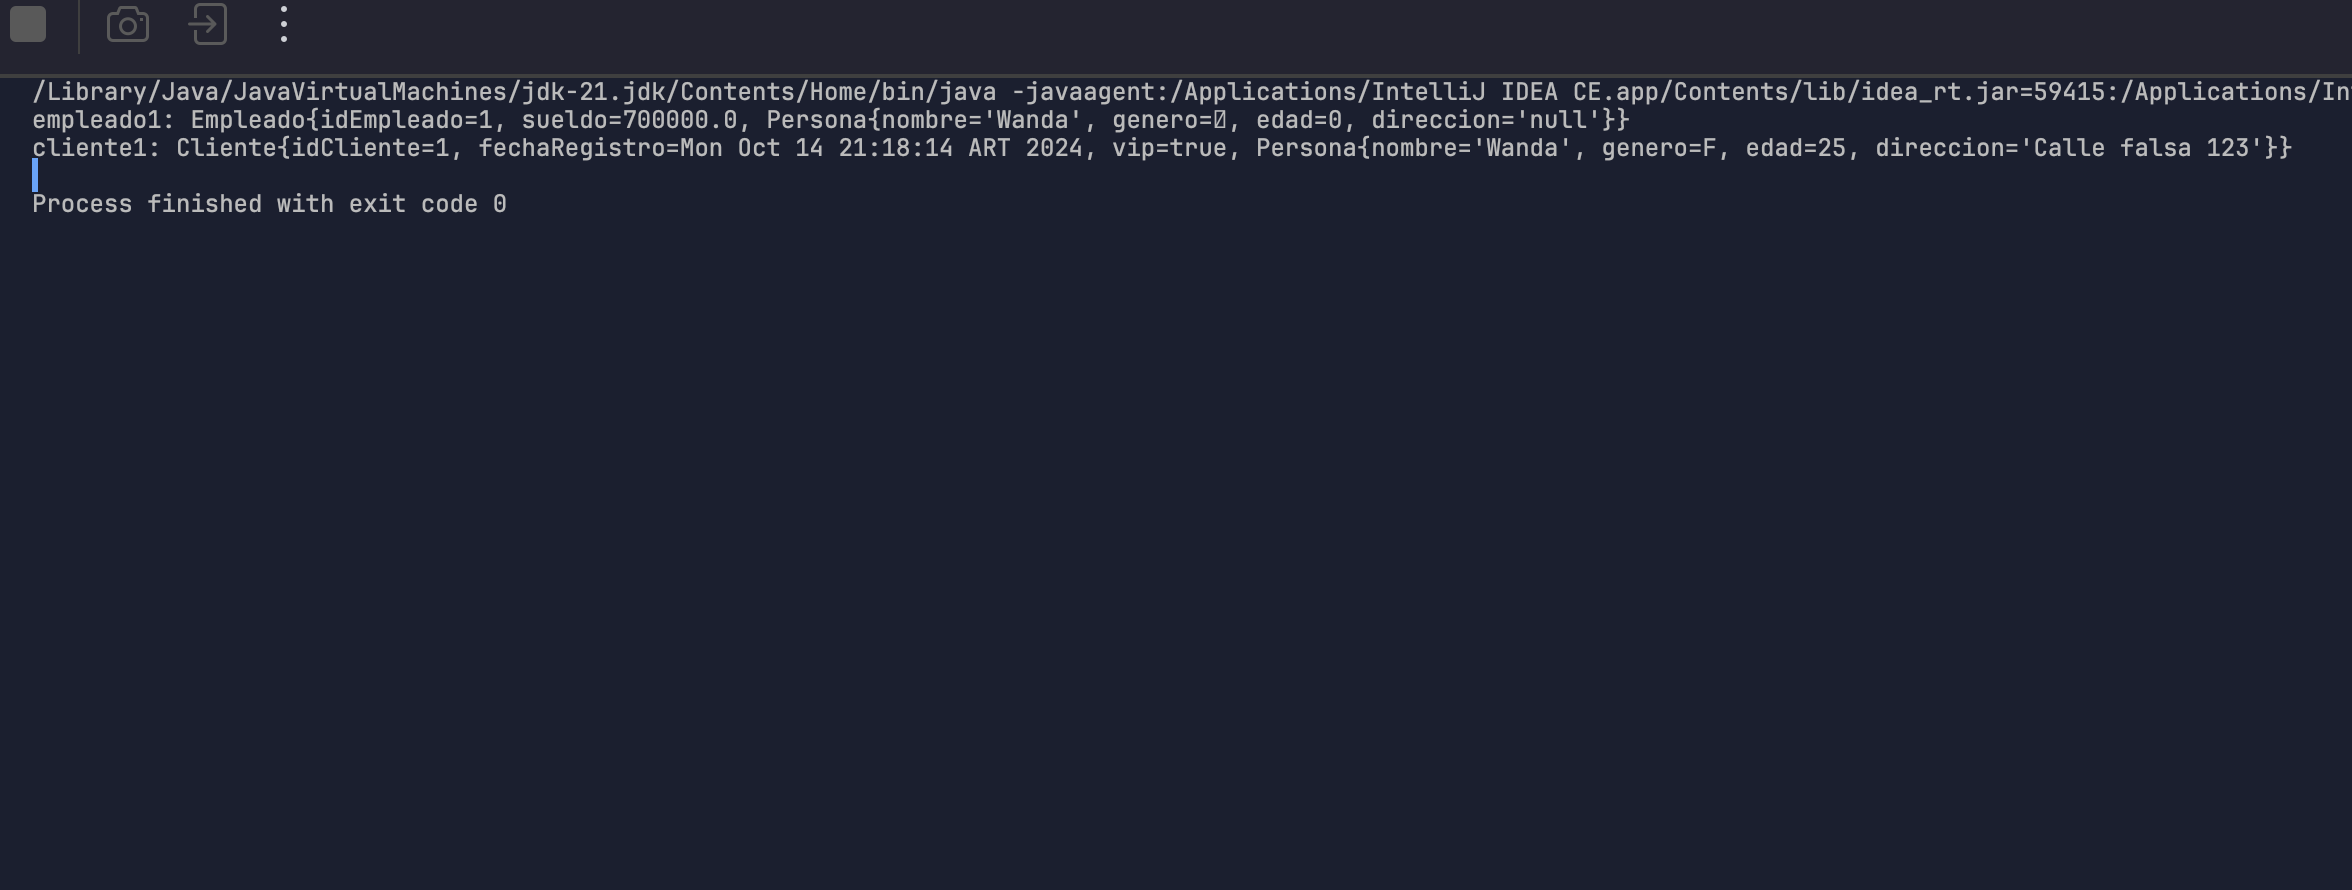 /Library/Java/JavaVirtualMachines/jdk-21.jdk/Contents/Home/bin/java -javaagent:/Applications/IntelliJ IDEA CE.app/Contents/lib/idea_rt.jar=59415:/Applications/In
empleado1: Empleado{idEmpleado=1, sueldo=700000.0, Persona{nombre='Wanda', genero=, edad=0, direccion='null'}}
cliente1: Cliente{idCliente=1, fechaRegistro=Mon Oct 14 21:18:14 ART 2024, vip=true, Persona{nombre='Wanda', genero=F, edad=25, direccion='Calle falsa 123'}}
Process finished with exit code 0